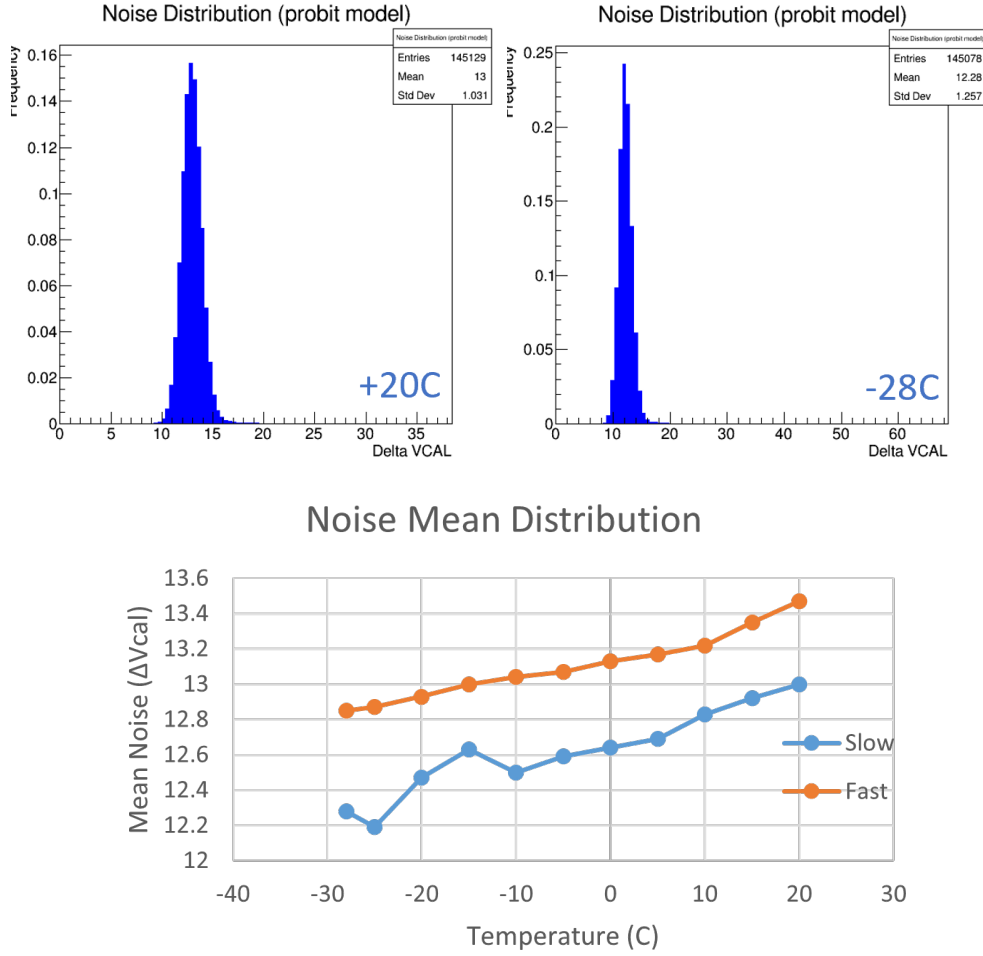 Noise Distribution (probit model)
Noise Distribution (probit model)
Entries 145129
Mean 13
Std Dev 1.031
Frequency
0.16
0.14
0.12
0.1
0.08
0.06
0.04
0.02
0
0 5 10 15 20 25 30 35
Delta VCAL
+20C
Noise Distribution (probit model)
Noise Distribution (probit model)
Entries 145078
Mean 12.28
Std Dev 1.257
Frequency
0.25
0.2
0.15
0.1
0.05
0
0 10 20 30 40 50 60
Delta VCAL
-28C
Noise Mean Distribution
Mean Noise (ΔVcal)
13.6
13.4
13.2
13
12.8
12.6
12.4
12.2
12
-40 -30 -20 -10 0 10 20 30
Temperature (C)
Slow
Fast